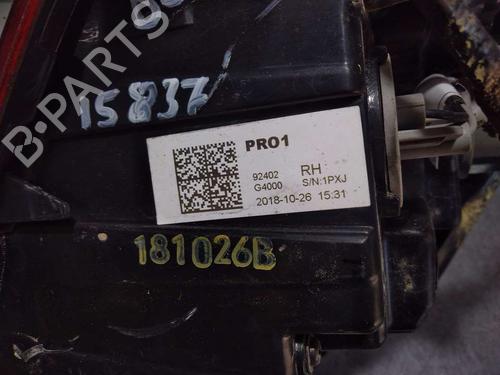 B-PARTS
15837
PRO1
92402 RH
G4000 S/N:1PXJ
2018-10-26 15:31
181026B